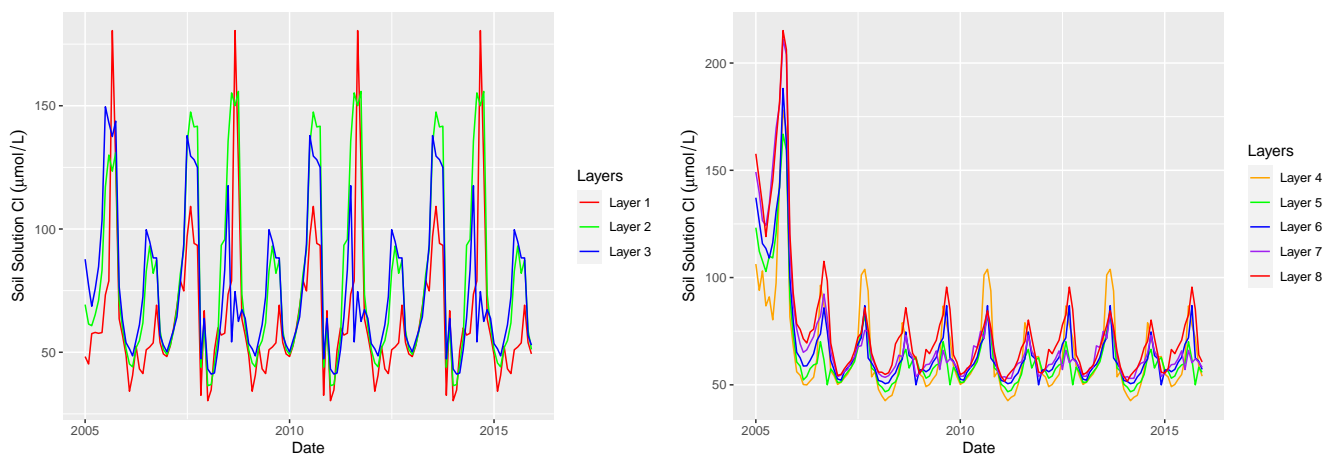 Soil Solution Cl (μmol/L)
150
100
50
2005
2010
2015
Date
Layers
Layer 1
Layer 2
Layer 3
Soil Solution Cl (μmol/L)
200
150
100
50
2005
2010
2015
Date
Layers
Layer 4
Layer 5
Layer 6
Layer 7
Layer 8